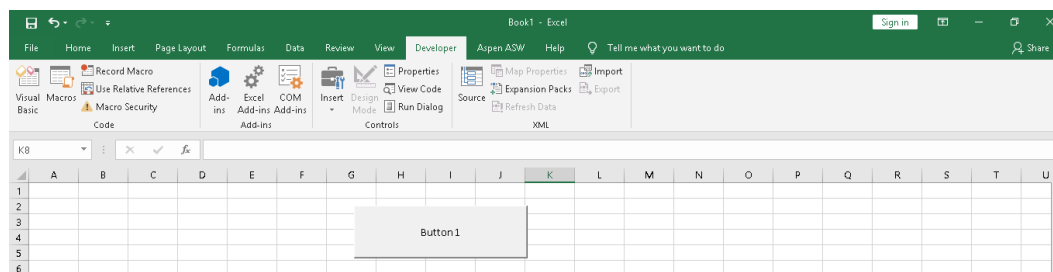 Book1 - Excel Sign in
File Home Insert Page Layout Formulas Data Review View Developer Aspen ASW Help Tell me what you want to do Share
Visual Basic
Macros
Record Macro
Use Relative References
Macro Security
Code
Add-ins
Excel Add-ins
COM Add-ins
Add-ins
Insert
Design Mode
Properties
View Code
Run Dialog
Controls
Source
Map Properties
Expansion Packs
Refresh Data
Import
Export
XML
K8 fx
A B C D E F G H I J K L M N O P Q R S T U
1
2
3
Button 1
4
5
6